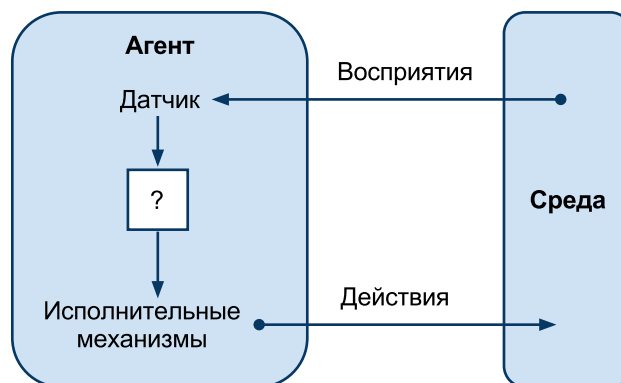 Агент
Восприятия
Датчик
?
Среда
Действия
Исполнительные
механизмы